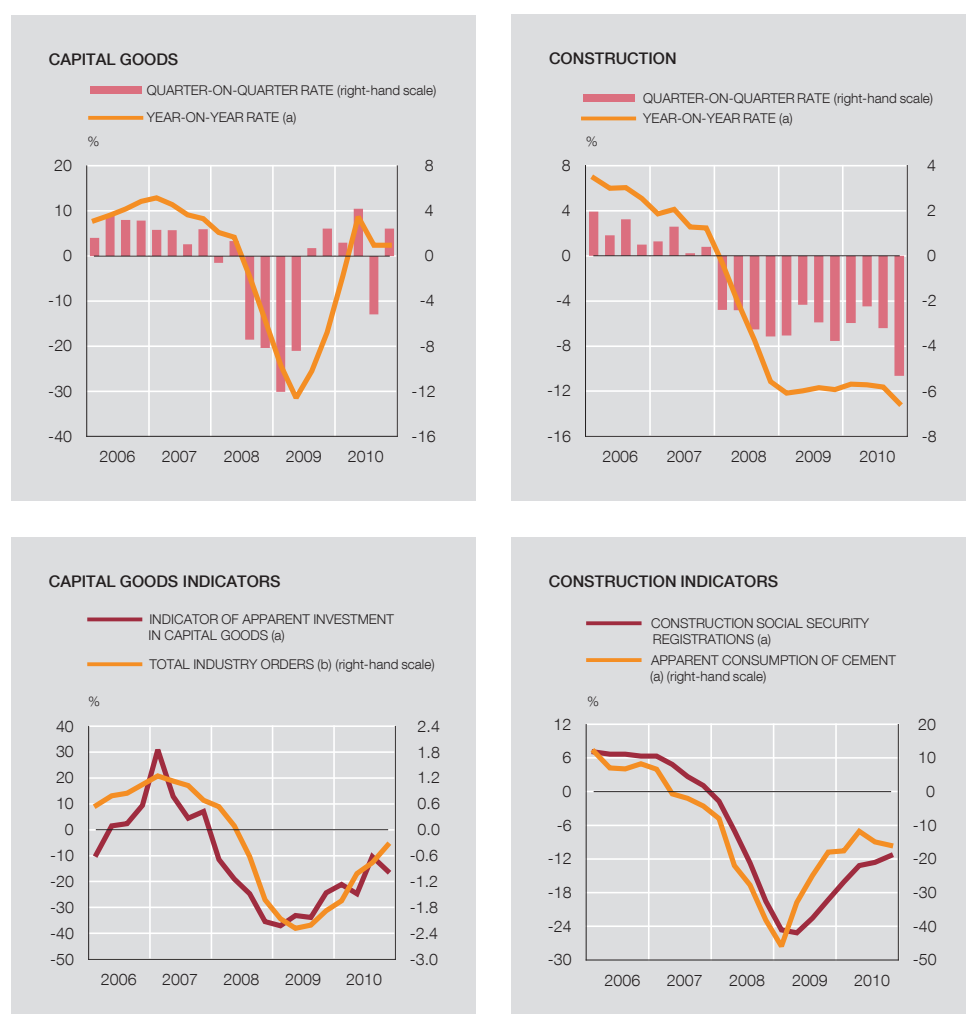 CAPITAL GOODS
QUARTER-ON-QUARTER RATE (right-hand scale)
YEAR-ON-YEAR RATE (a)
%
20 8
10 4
0 0
-10 -4
-20 -8
-30 -12
-40 -16
2006 2007 2008 2009 2010
CONSTRUCTION
QUARTER-ON-QUARTER RATE (right-hand scale)
YEAR-ON-YEAR RATE (a)
%
8 4
4 2
0 0
-4 -2
-8 -4
-12 -6
-16 -8
2006 2007 2008 2009 2010
CAPITAL GOODS INDICATORS
INDICATOR OF APPARENT INVESTMENT
IN CAPITAL GOODS (a)
TOTAL INDUSTRY ORDERS (b) (right-hand scale)
%
40 2.4
30 1.8
20 1.2
10 0.6
0 0.0
-10 -0.6
-20 -1.2
-30 -1.8
-40 -2.4
-50 -3.0
2006 2007 2008 2009 2010
CONSTRUCTION INDICATORS
CONSTRUCTION SOCIAL SECURITY
REGISTRATIONS (a)
APPARENT CONSUMPTION OF CEMENT
(a) (right-hand scale)
%
12 20
6 10
0 0
-6 -10
-12 -20
-18 -30
-24 -40
-30 -50
2006 2007 2008 2009 2010